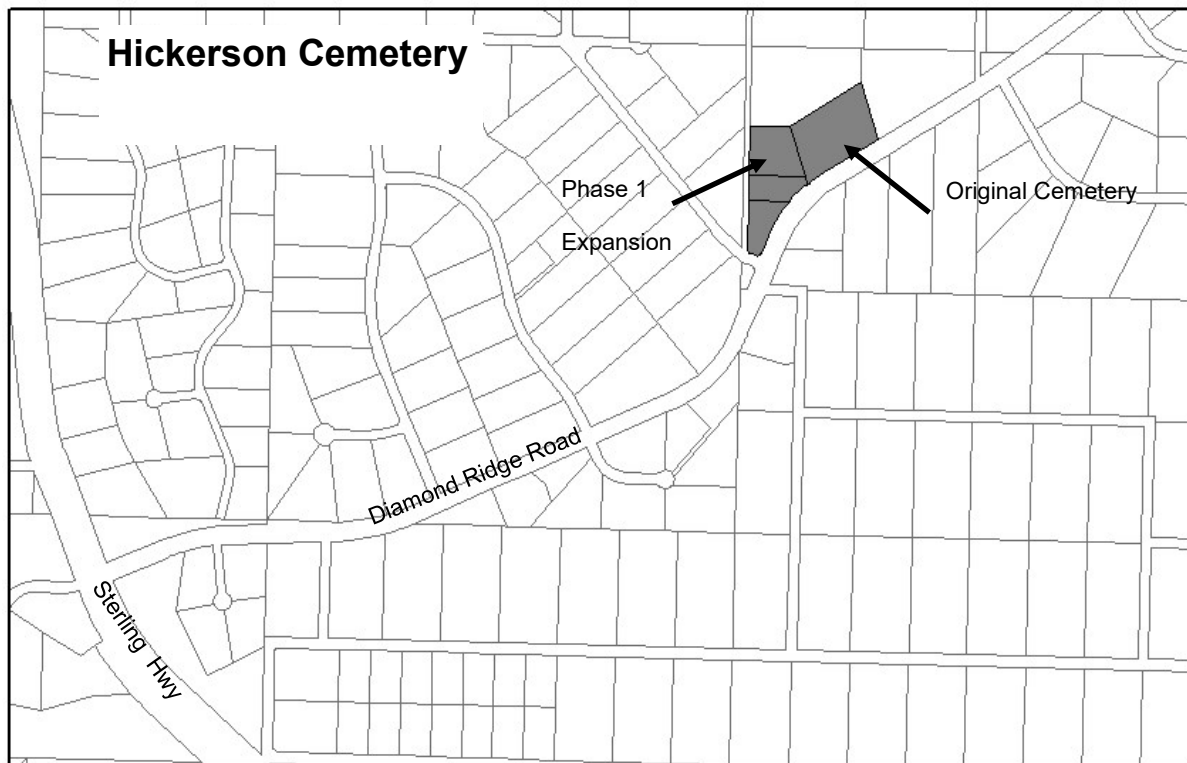 Hickerson Cemetery
Phase 1
Expansion
Original Cemetery
Diamond Ridge Road
Sterling Hwy